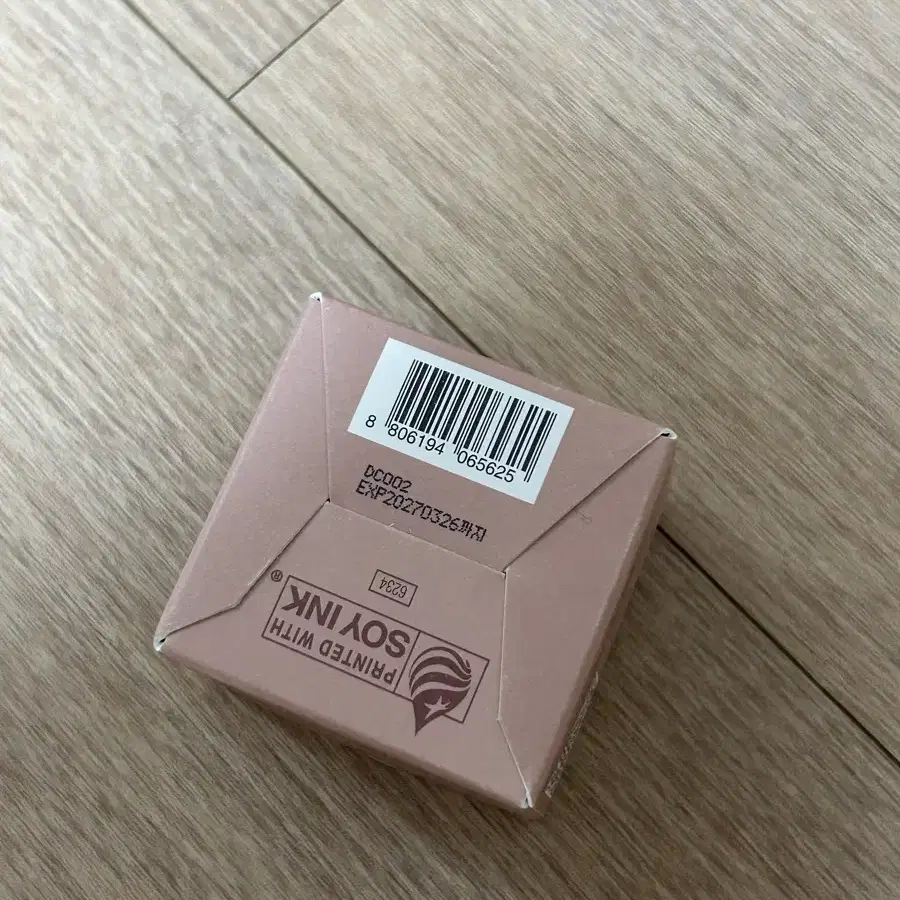 8 806194 065625
DC002
EXP20270326까지
6234
PRINTED WITH
SOY INK
®